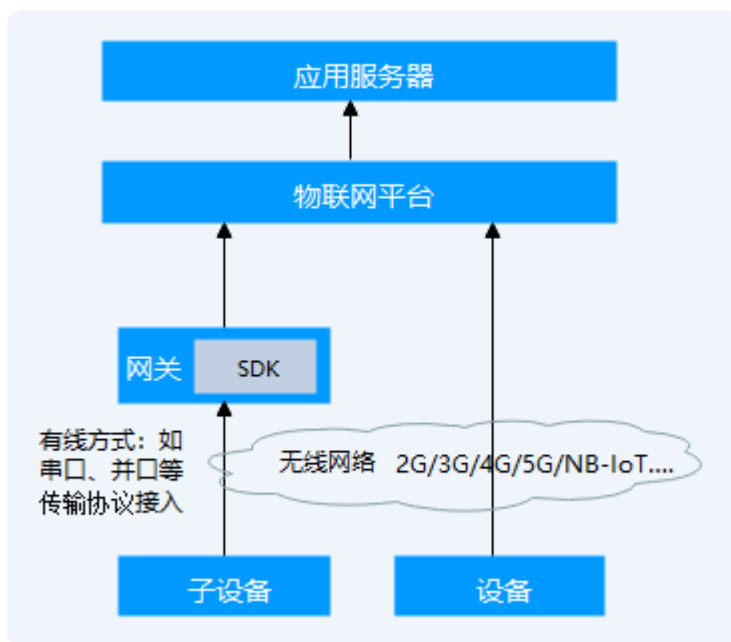 应用服务器
物联网平台
网关
SDK
有线方式：如
串口、并口等
传输协议接入
无线网络 2G/3G/4G/5G/NB-IoT....
子设备
设备